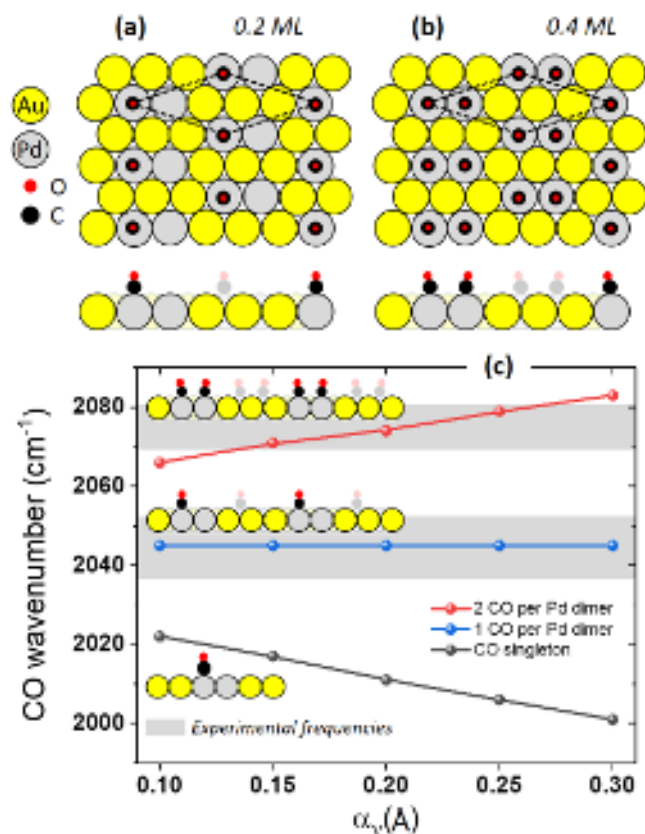 (a) 0.2 ML
(b) 0.4 ML
Au
Pd
O
C
(c)
CO wavenumber (cm-1)
2080
2060
2040
2020
2000
2 CO per Pd dimer
1 CO per Pd dimer
CO singleton
Experimental frequencies
0.10 0.15 0.20 0.25 0.30
αv(Å)